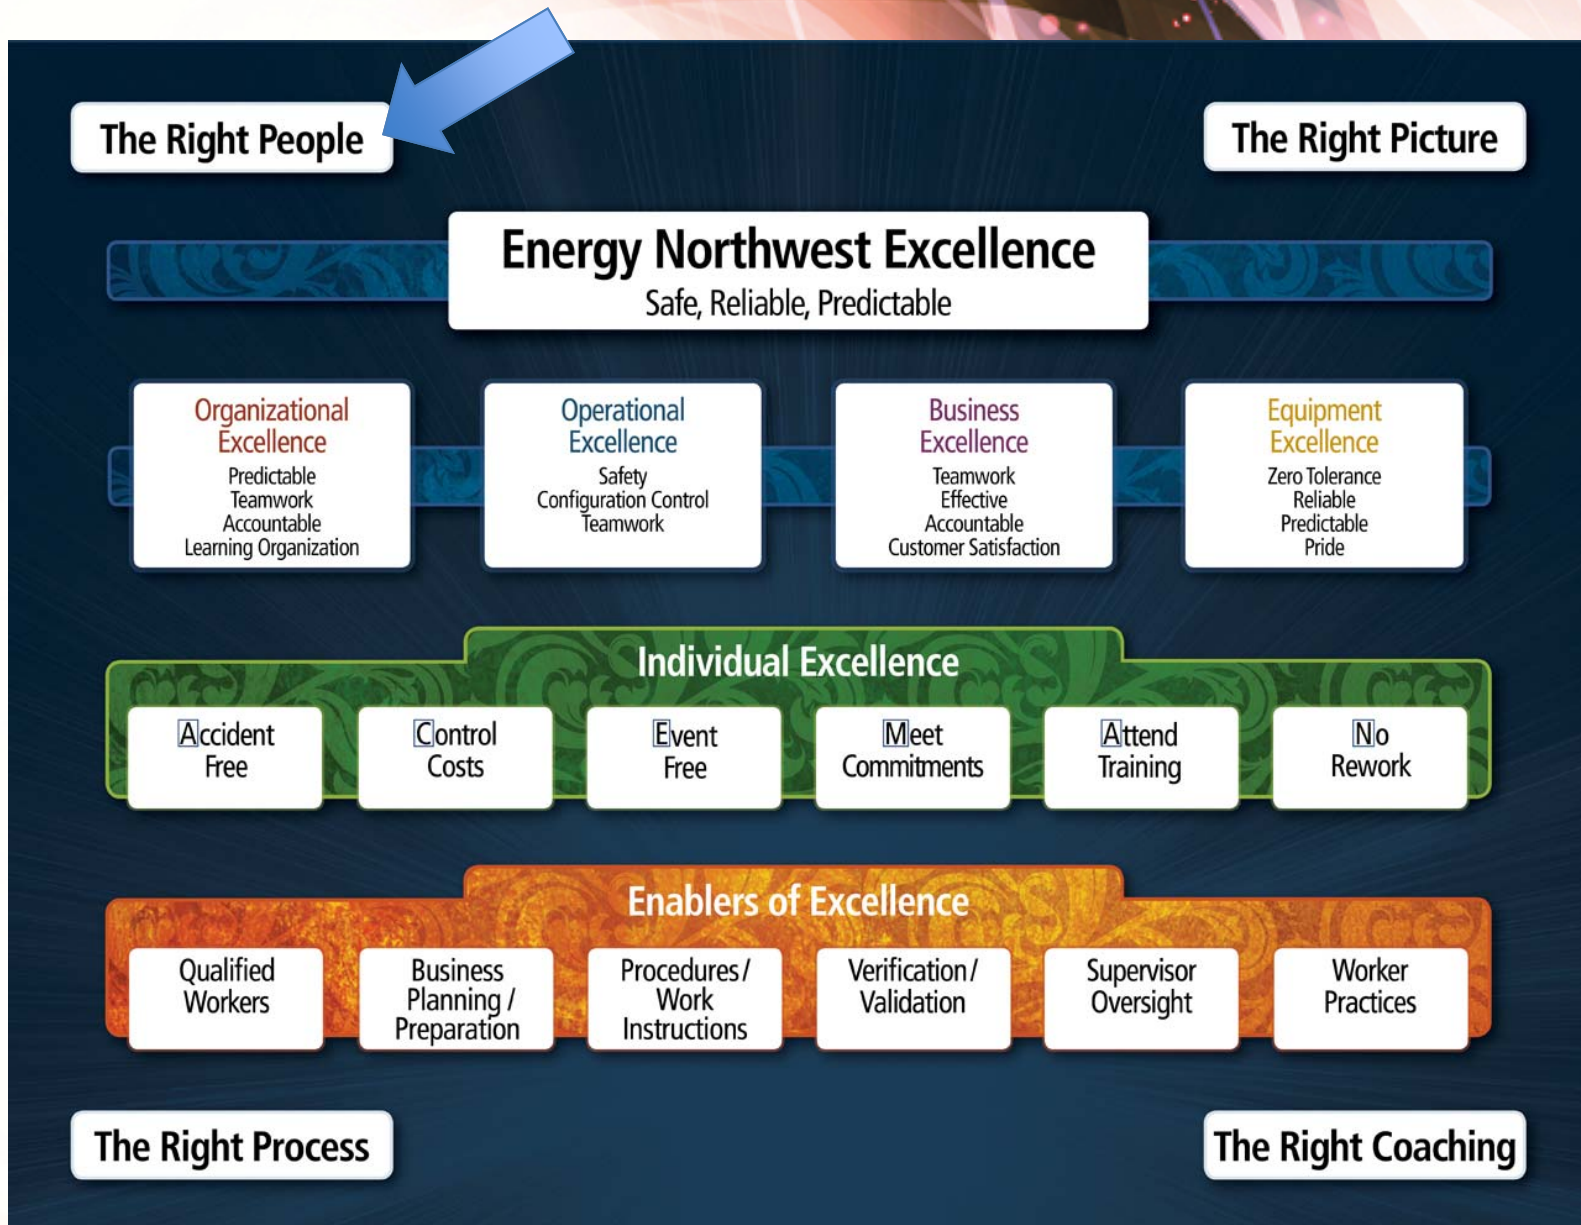 The Right People
The Right Picture
Energy Northwest Excellence
Safe, Reliable, Predictable
Organizational
Excellence
Predictable
Teamwork
Accountable
Learning Organization
Operational
Excellence
Safety
Configuration Control
Teamwork
Business
Excellence
Teamwork
Effective
Accountable
Customer Satisfaction
Equipment
Excellence
Zero Tolerance
Reliable
Predictable
Pride
Individual Excellence
Accident
Free
Control
Costs
Event
Free
Meet
Commitments
Attend
Training
No
Rework
Enablers of Excellence
Qualified
Workers
Business
Planning /
Preparation
Procedures /
Work
Instructions
Verification /
Validation
Supervisor
Oversight
Worker
Practices
The Right Process
The Right Coaching